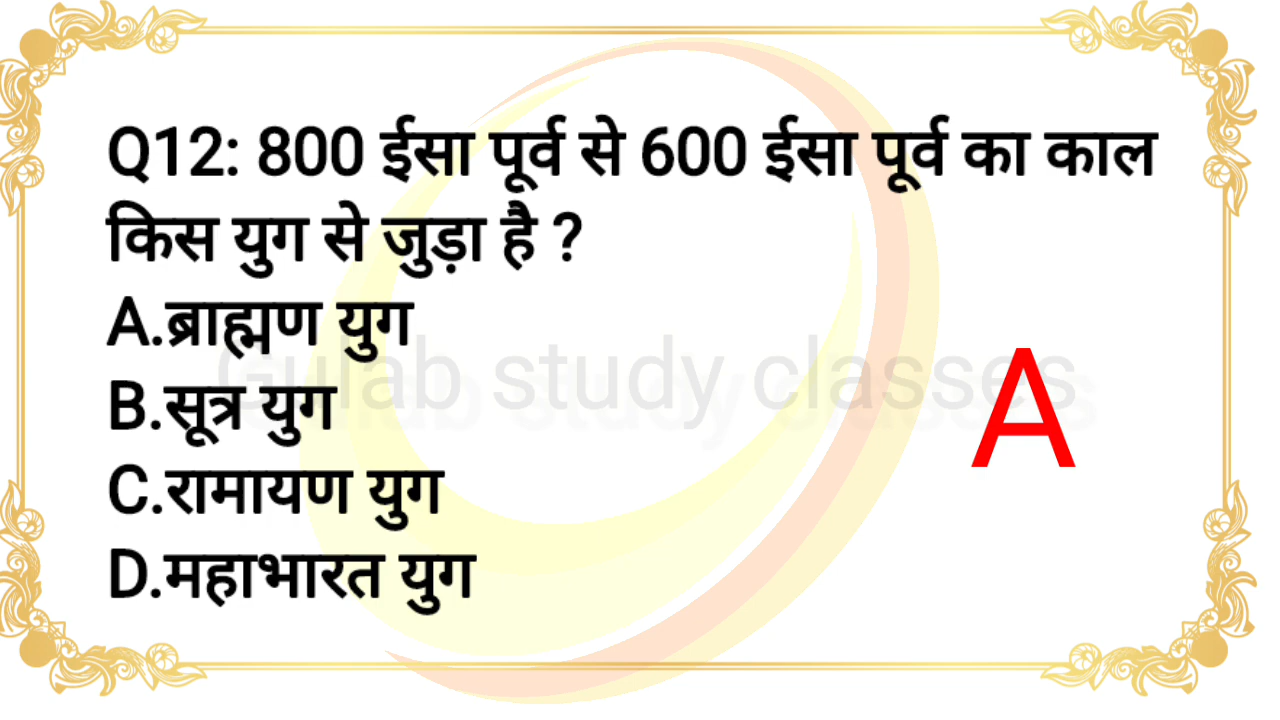 Q12: 800 ईसा पूर्व से 600 ईसा पूर्व का काल
किस युग से जुड़ा है ?
A.ब्राह्मण युग
B.सूत्र युग
C.रामायण युग
D.महाभारत युग
A
Gulab study classes